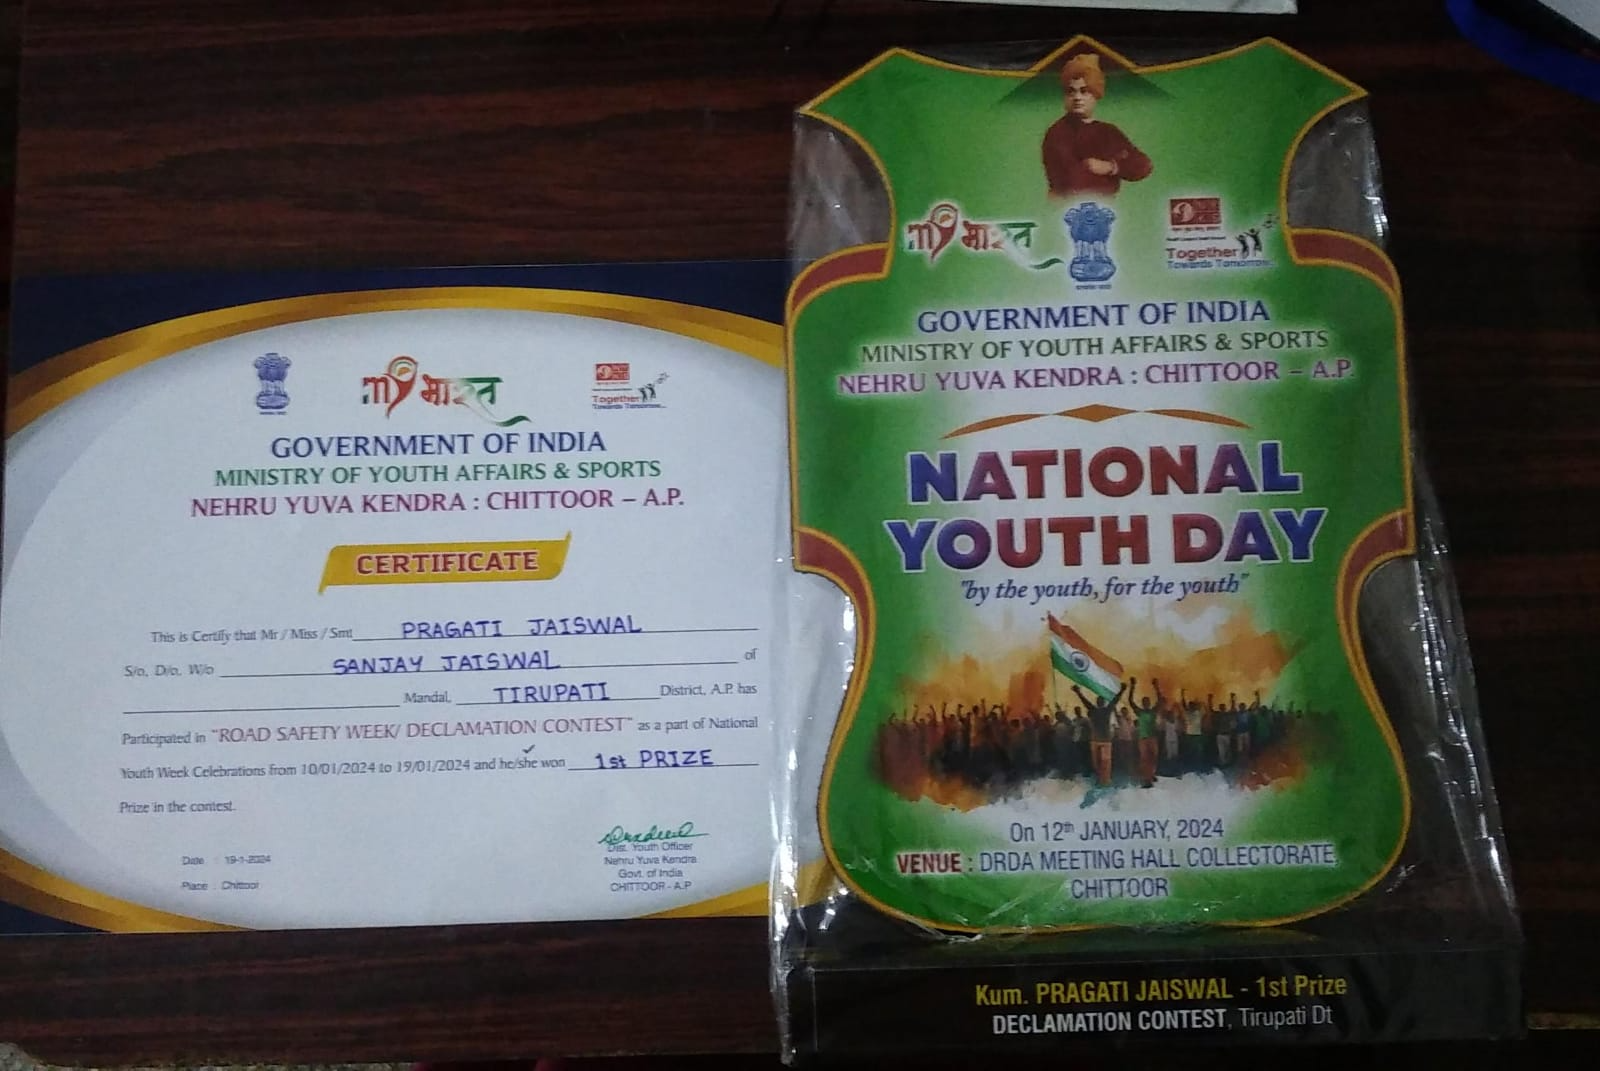 my भारत
Together
Towards Tomorrow...
GOVERNMENT OF INDIA
MINISTRY OF YOUTH AFFAIRS & SPORTS
NEHRU YUVA KENDRA : CHITTOOR – A.P.
CERTIFICATE
This is Certify that Mr / Miss / Smt PRAGATI JAISWAL
S/o, D/o, W/o SANJAY JAISWAL of
Mandal, TIRUPATI District, A.P. has
Participated in "ROAD SAFETY WEEK/ DECLAMATION CONTEST" as a part of National
Youth Week Celebrations from 10/01/2024 to 19/01/2024 and he/she won 1st PRIZE
Prize in the contest.
Date : 19-1-2024
Place : Chittoor
Dist. Youth Officer
Nehru Yuva Kendra
Govt. of India
CHITTOOR - A.P
my भारत
Together
Towards Tomorrow...
GOVERNMENT OF INDIA
MINISTRY OF YOUTH AFFAIRS & SPORTS
NEHRU YUVA KENDRA : CHITTOOR – A.P.
NATIONAL
YOUTH DAY
"by the youth, for the youth"
On 12th JANUARY, 2024
VENUE : DRDA MEETING HALL COLLECTORATE,
CHITTOOR
Kum. PRAGATI JAISWAL - 1st Prize
DECLAMATION CONTEST, Tirupati Dt